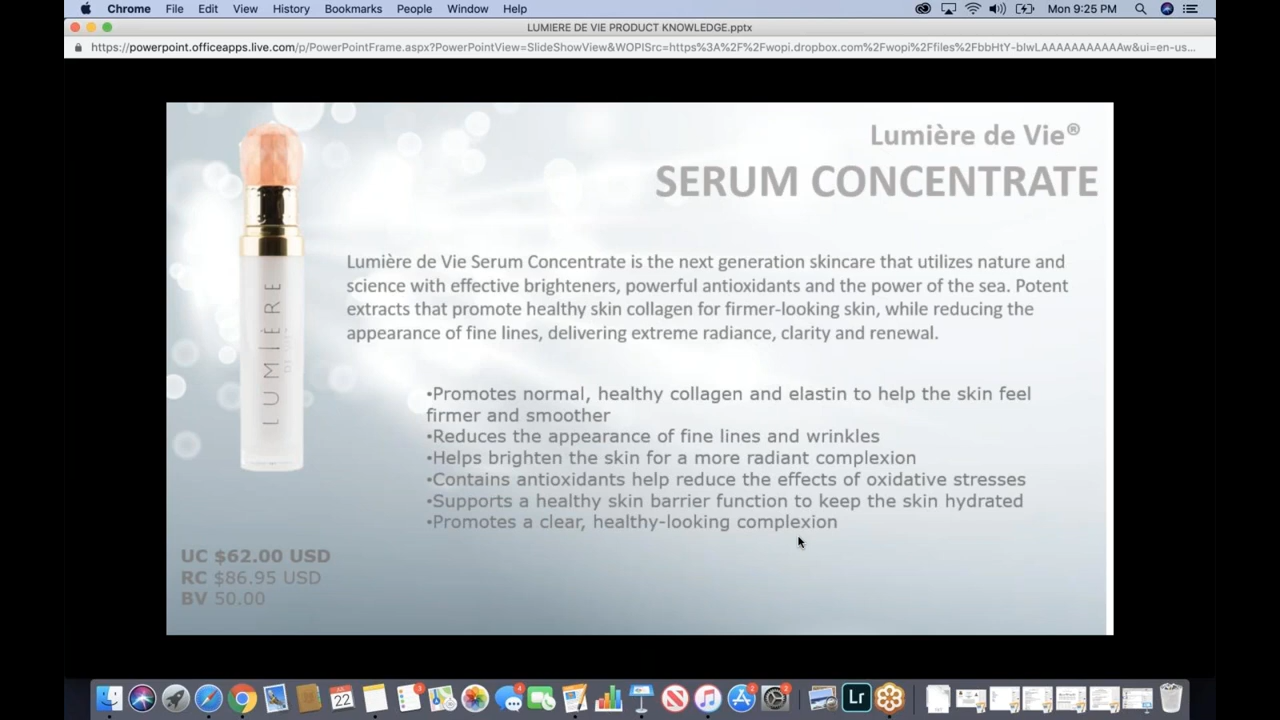 Chrome File Edit View History Bookmarks People Window Help Mon 9:25 PM
LUMIERE DE VIE PRODUCT KNOWLEDGE.pptx
https://powerpoint.officeapps.live.com/p/PowerPointFrame.aspx?PowerPointView=SlideShowView&WOPISrc=https%3A%2F%2Fwopi.dropbox.com%2Fwopi%2Ffiles%2FbbHtY-bIwLAAAAAAAAAAAw&ui=en-us...
Lumière de Vie®
SERUM CONCENTRATE
Lumière de Vie Serum Concentrate is the next generation skincare that utilizes nature and
science with effective brighteners, powerful antioxidants and the power of the sea. Potent
extracts that promote healthy skin collagen for firmer-looking skin, while reducing the
appearance of fine lines, delivering extreme radiance, clarity and renewal.
LUMIÈRE
DE VIE
•Promotes normal, healthy collagen and elastin to help the skin feel
firmer and smoother
•Reduces the appearance of fine lines and wrinkles
•Helps brighten the skin for a more radiant complexion
•Contains antioxidants help reduce the effects of oxidative stresses
•Supports a healthy skin barrier function to keep the skin hydrated
•Promotes a clear, healthy-looking complexion
UC $62.00 USD
RC $86.95 USD
BV 50.00
22
Lr